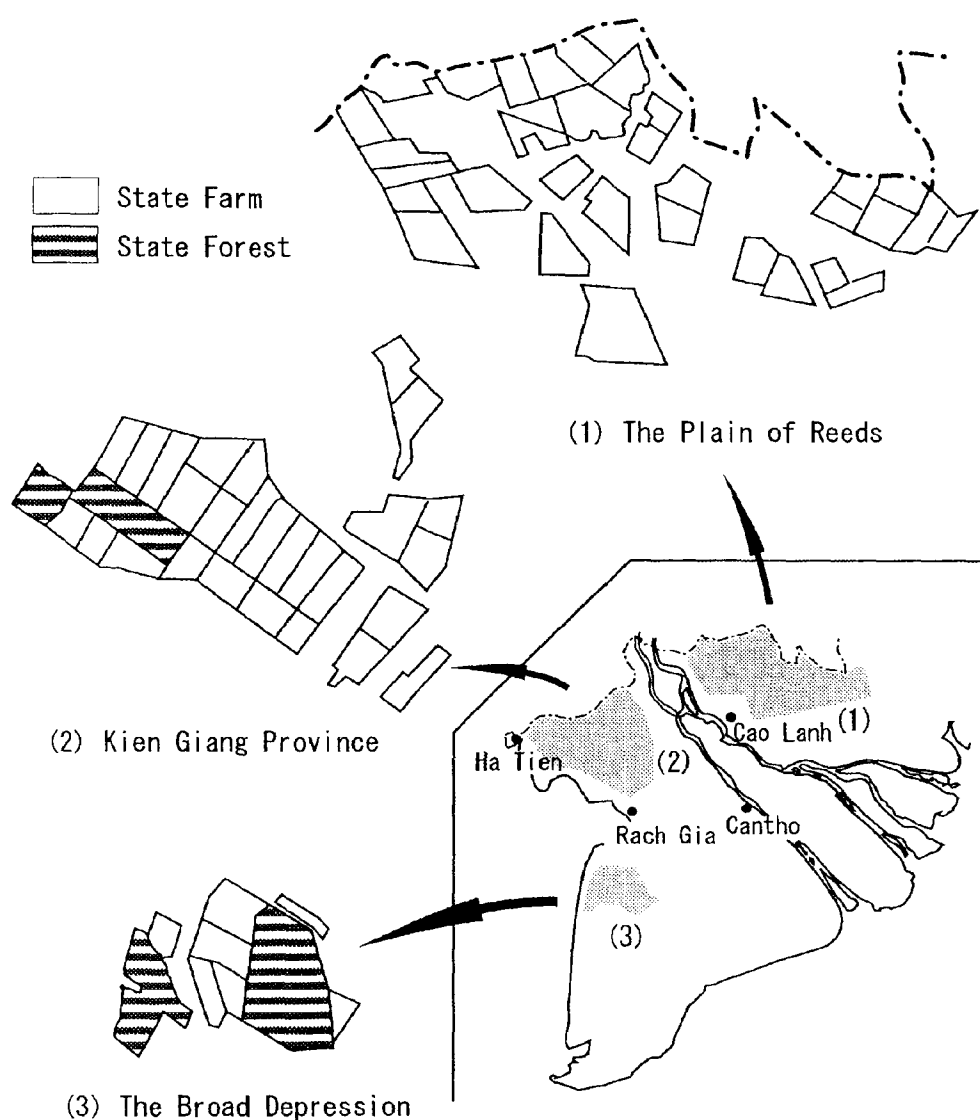 State Farm
State Forest
(1) The Plain of Reeds
(2) Kien Giang Province
Ha Tien
Cao Lanh
(1)
(2)
Rach Gia
Cantho
(3)
(3) The Broad Depression